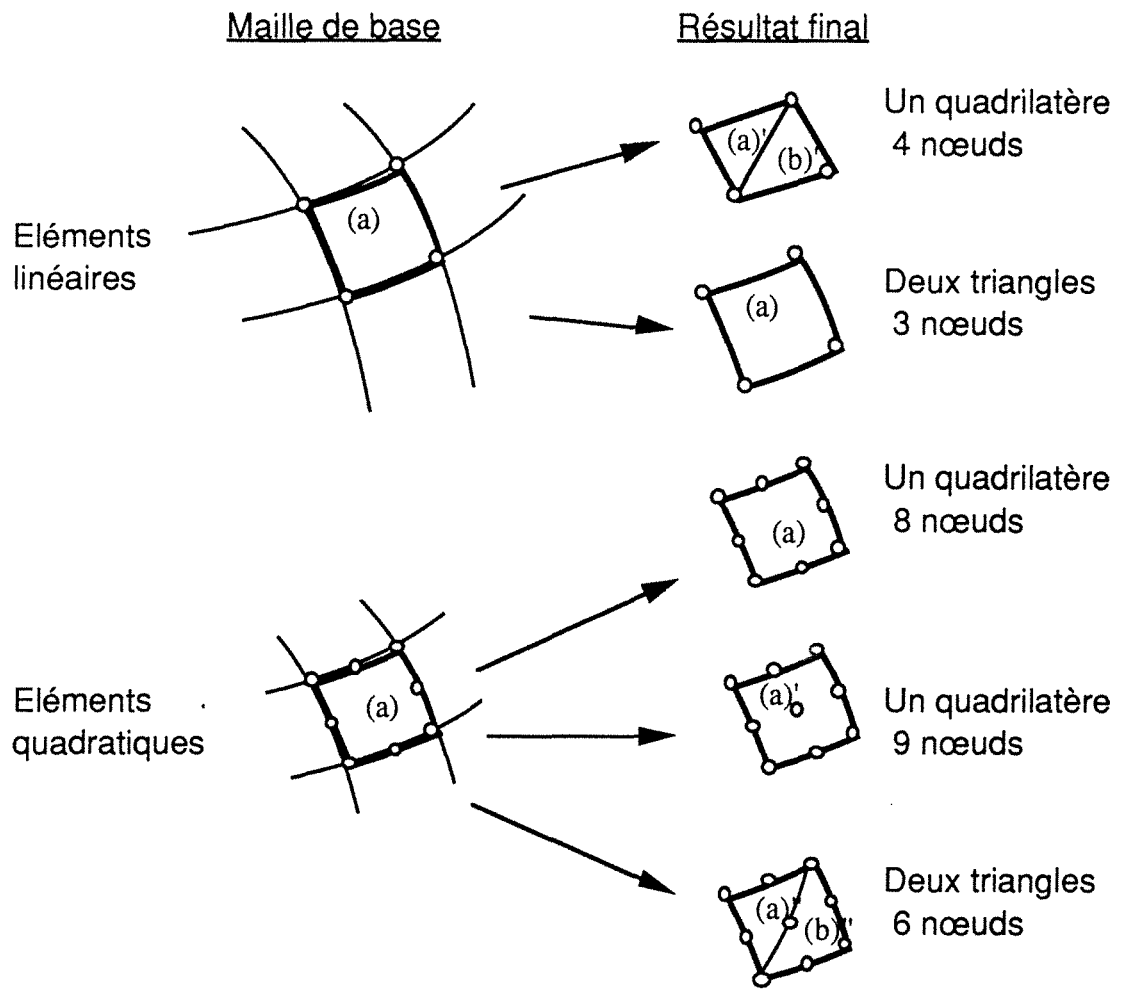 Maille de base
Résultat final
Un quadrilatère
4 nœuds
(a)'
(b)'
(a)
Eléments
linéaires
Deux triangles
3 nœuds
(a)
Un quadrilatère
8 nœuds
(a)
Eléments
quadratiques
(a)
(a)'
Un quadrilatère
9 nœuds
Deux triangles
6 nœuds
(a)"
(b)"